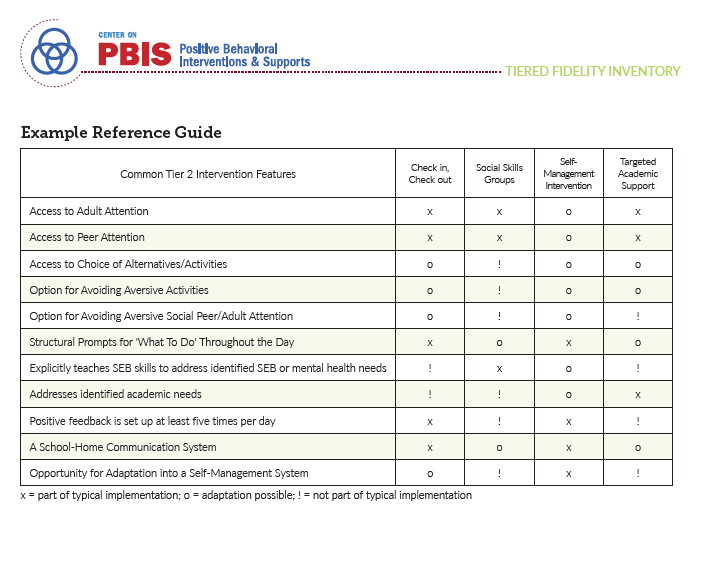 CENTER ON
PBIS Positive Behavioral
Interventions & Supports
TIERED FIDELITY INVENTORY
Example Reference Guide
Common Tier 2 Intervention Features Check in, Check out Social Skills Groups Self-Management Intervention Targeted Academic Support
Access to Adult Attention x x o x
Access to Peer Attention x x o x
Access to Choice of Alternatives/Activities o ! o o
Option for Avoiding Aversive Activities o ! o o
Option for Avoiding Aversive Social Peer/Adult Attention o ! o !
Structural Prompts for 'What To Do' Throughout the Day x o x o
Explicitly teaches SEB skills to address identified SEB or mental health needs ! x o !
Addresses identified academic needs ! ! o x
Positive feedback is set up at least five times per day x ! x !
A School-Home Communication System x o x o
Opportunity for Adaptation into a Self-Management System o ! x !
x = part of typical implementation; o = adaptation possible; ! = not part of typical implementation